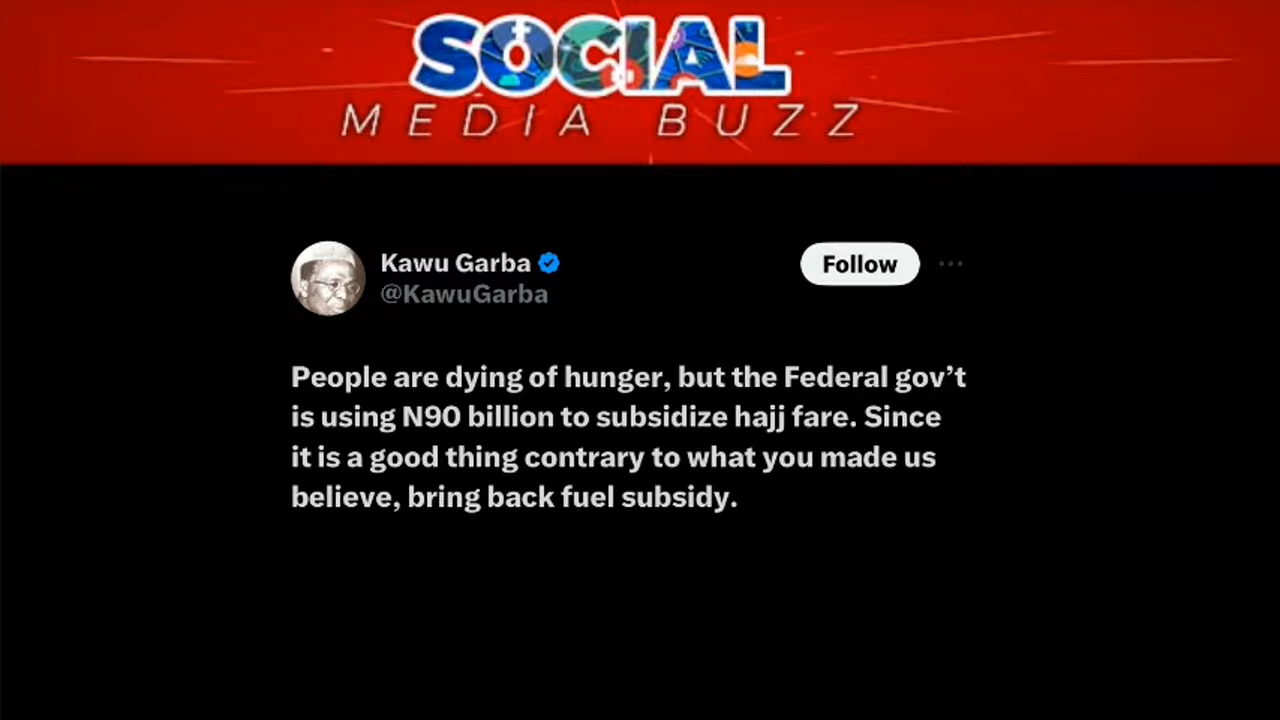 SOCIAL
MEDIA BUZZ
Kawu Garba
@KawuGarba
Follow
People are dying of hunger, but the Federal gov’t
is using N90 billion to subsidize hajj fare. Since
it is a good thing contrary to what you made us
believe, bring back fuel subsidy.